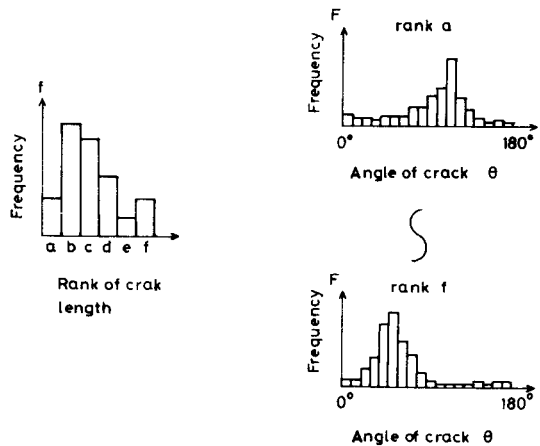 f
Frequency
a b c d e f
Rank of crak
length
F
rank a
Frequency
0° 180°
Angle of crack θ
F
rank f
Frequency
0° 180°
Angle of crack θ